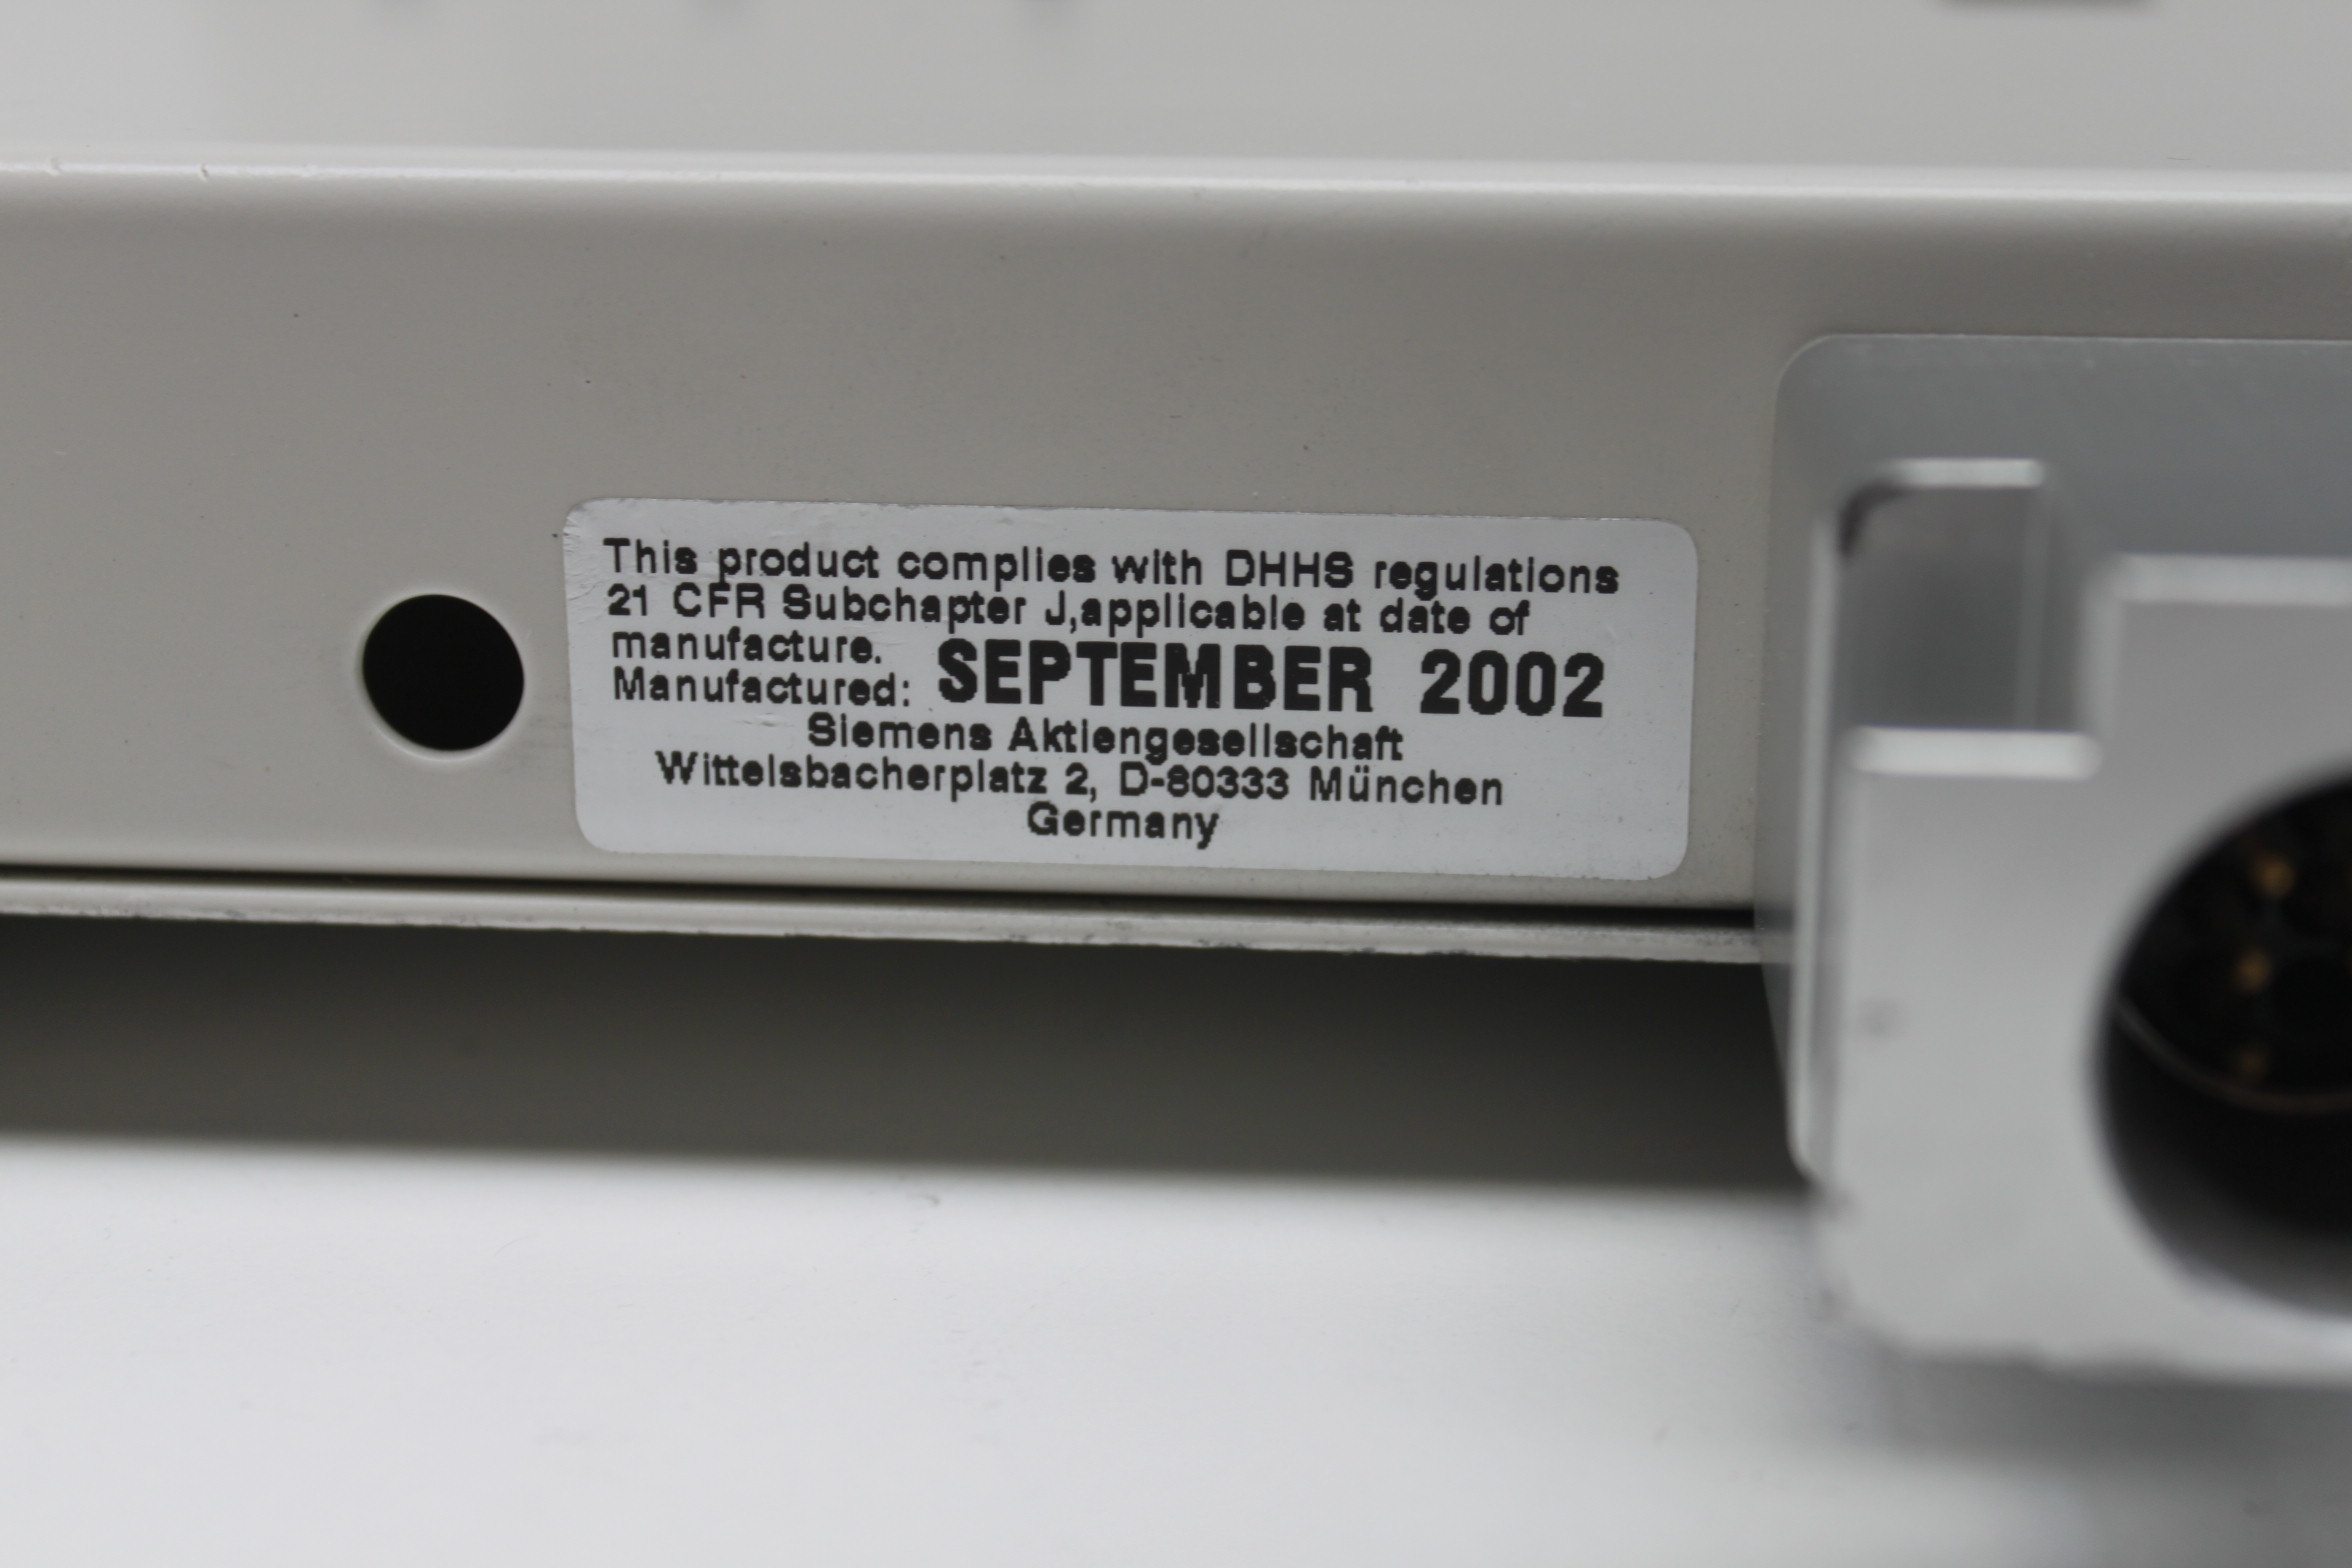 This product complies with DHHS regulations
21 CFR Subchapter J,applicable at date of
manufacture.
Manufactured: SEPTEMBER 2002
Siemens Aktiengesellschaft
Wittelsbacherplatz 2, D-80333 München
Germany